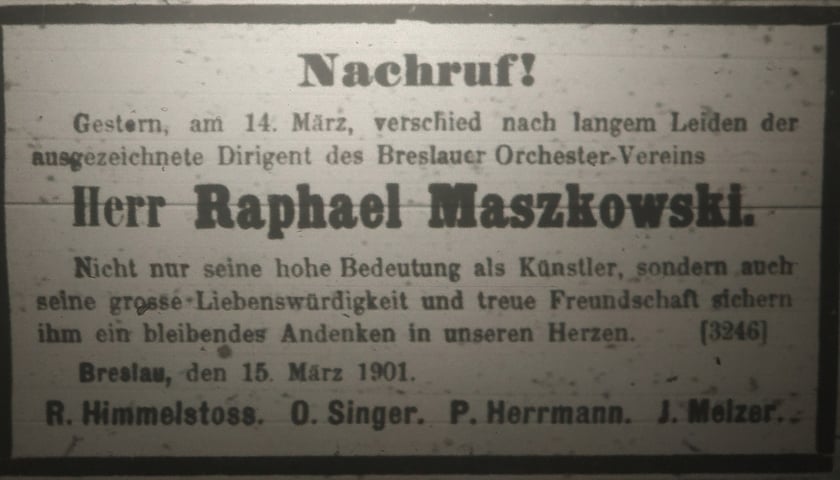 Nachruf!
Gestern, am 14. März, verschied nach langem Leiden der
ausgezeichnete Dirigent des Breslauer Orchester-Vereins
Herr Raphael Maszkowski.
Nicht nur seine hohe Bedeutung als Künstler, sondern auch
seine grosse Liebenswürdigkeit und treue Freundschaft sichern
ihm ein bleibendes Andenken in unseren Herzen. [3246]
Breslau, den 15. März 1901.
R. Himmelstoss. O. Singer. P. Herrmann. J. Melzer.